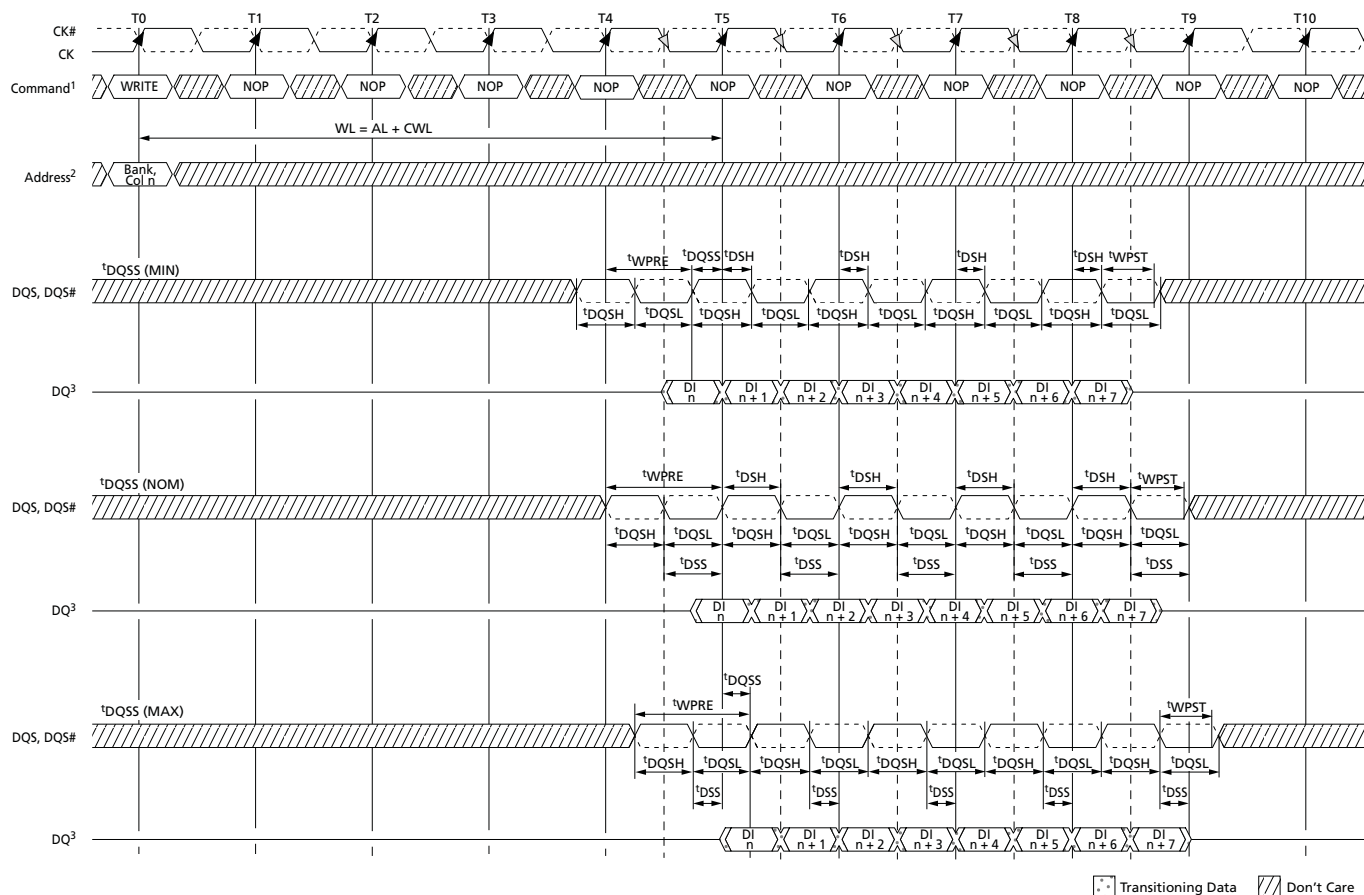 T0 T1 T2 T3 T4 T5 T6 T7 T8 T9 T10
CK#
CK
Command¹ WRITE NOP NOP NOP NOP NOP NOP NOP NOP NOP NOP
WL = AL + CWL
Address² Bank, Col n
ᵗDQSS (MIN) ᵗWPRE ᵗDQSS ᵗDSH ᵗDSH ᵗDSH ᵗDSH ᵗWPST
DQS, DQS#
ᵗDQSH ᵗDQSL ᵗDQSH ᵗDQSL ᵗDQSH ᵗDQSL ᵗDQSH ᵗDQSL ᵗDQSH ᵗDQSL
DQ³ DI n DI n + 1 DI n + 2 DI n + 3 DI n + 4 DI n + 5 DI n + 6 DI n + 7
ᵗDQSS (NOM) ᵗWPRE ᵗDSH ᵗDSH ᵗDSH ᵗDSH ᵗWPST
DQS, DQS#
ᵗDQSH ᵗDQSL ᵗDQSH ᵗDQSL ᵗDQSH ᵗDQSL ᵗDQSH ᵗDQSL ᵗDQSH ᵗDQSL
ᵗDSS ᵗDSS ᵗDSS ᵗDSS ᵗDSS
DQ³ DI n DI n + 1 DI n + 2 DI n + 3 DI n + 4 DI n + 5 DI n + 6 DI n + 7
ᵗDQSS
ᵗDQSS (MAX) ᵗWPRE ᵗWPST
DQS, DQS#
ᵗDQSH ᵗDQSL ᵗDQSH ᵗDQSL ᵗDQSH ᵗDQSL ᵗDQSH ᵗDQSL ᵗDQSH ᵗDQSL
ᵗDSS ᵗDSS ᵗDSS ᵗDSS ᵗDSS
DQ³ DI n DI n + 1 DI n + 2 DI n + 3 DI n + 4 DI n + 5 DI n + 6 DI n + 7
Transitioning Data Don't Care